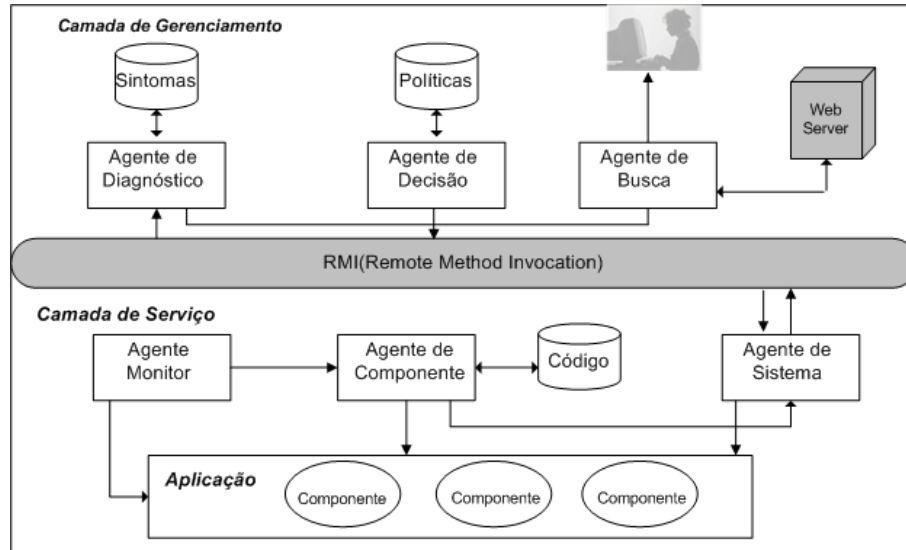 Camada de Gerenciamento
Sintomas
Políticas
Web
Server
Agente de
Diagnóstico
Agente de
Decisão
Agente de
Busca
RMI(Remote Method Invocation)
Camada de Serviço
Agente
Monitor
Agente de
Componente
Código
Agente de
Sistema
Aplicação
Componente
Componente
Componente